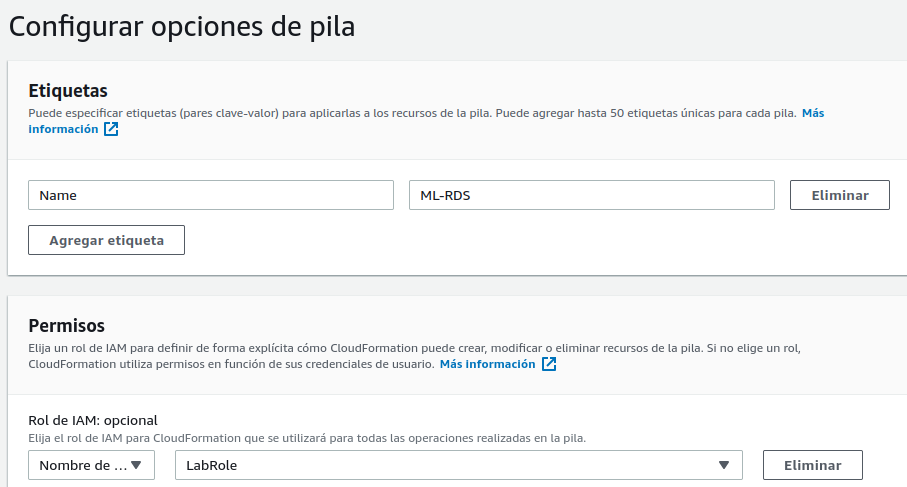 Configurar opciones de pila
Etiquetas
Puede especificar etiquetas (pares clave-valor) para aplicarlas a los recursos de la pila. Puede agregar hasta 50 etiquetas únicas para cada pila. Más
información
Name ML-RDS Eliminar
Agregar etiqueta
Permisos
Elija un rol de IAM para definir de forma explícita cómo CloudFormation puede crear, modificar o eliminar recursos de la pila. Si no elige un rol,
CloudFormation utiliza permisos en función de sus credenciales de usuario. Más información
Rol de IAM: opcional
Elija el rol de IAM para CloudFormation que se utilizará para todas las operaciones realizadas en la pila.
Nombre de ... LabRole Eliminar